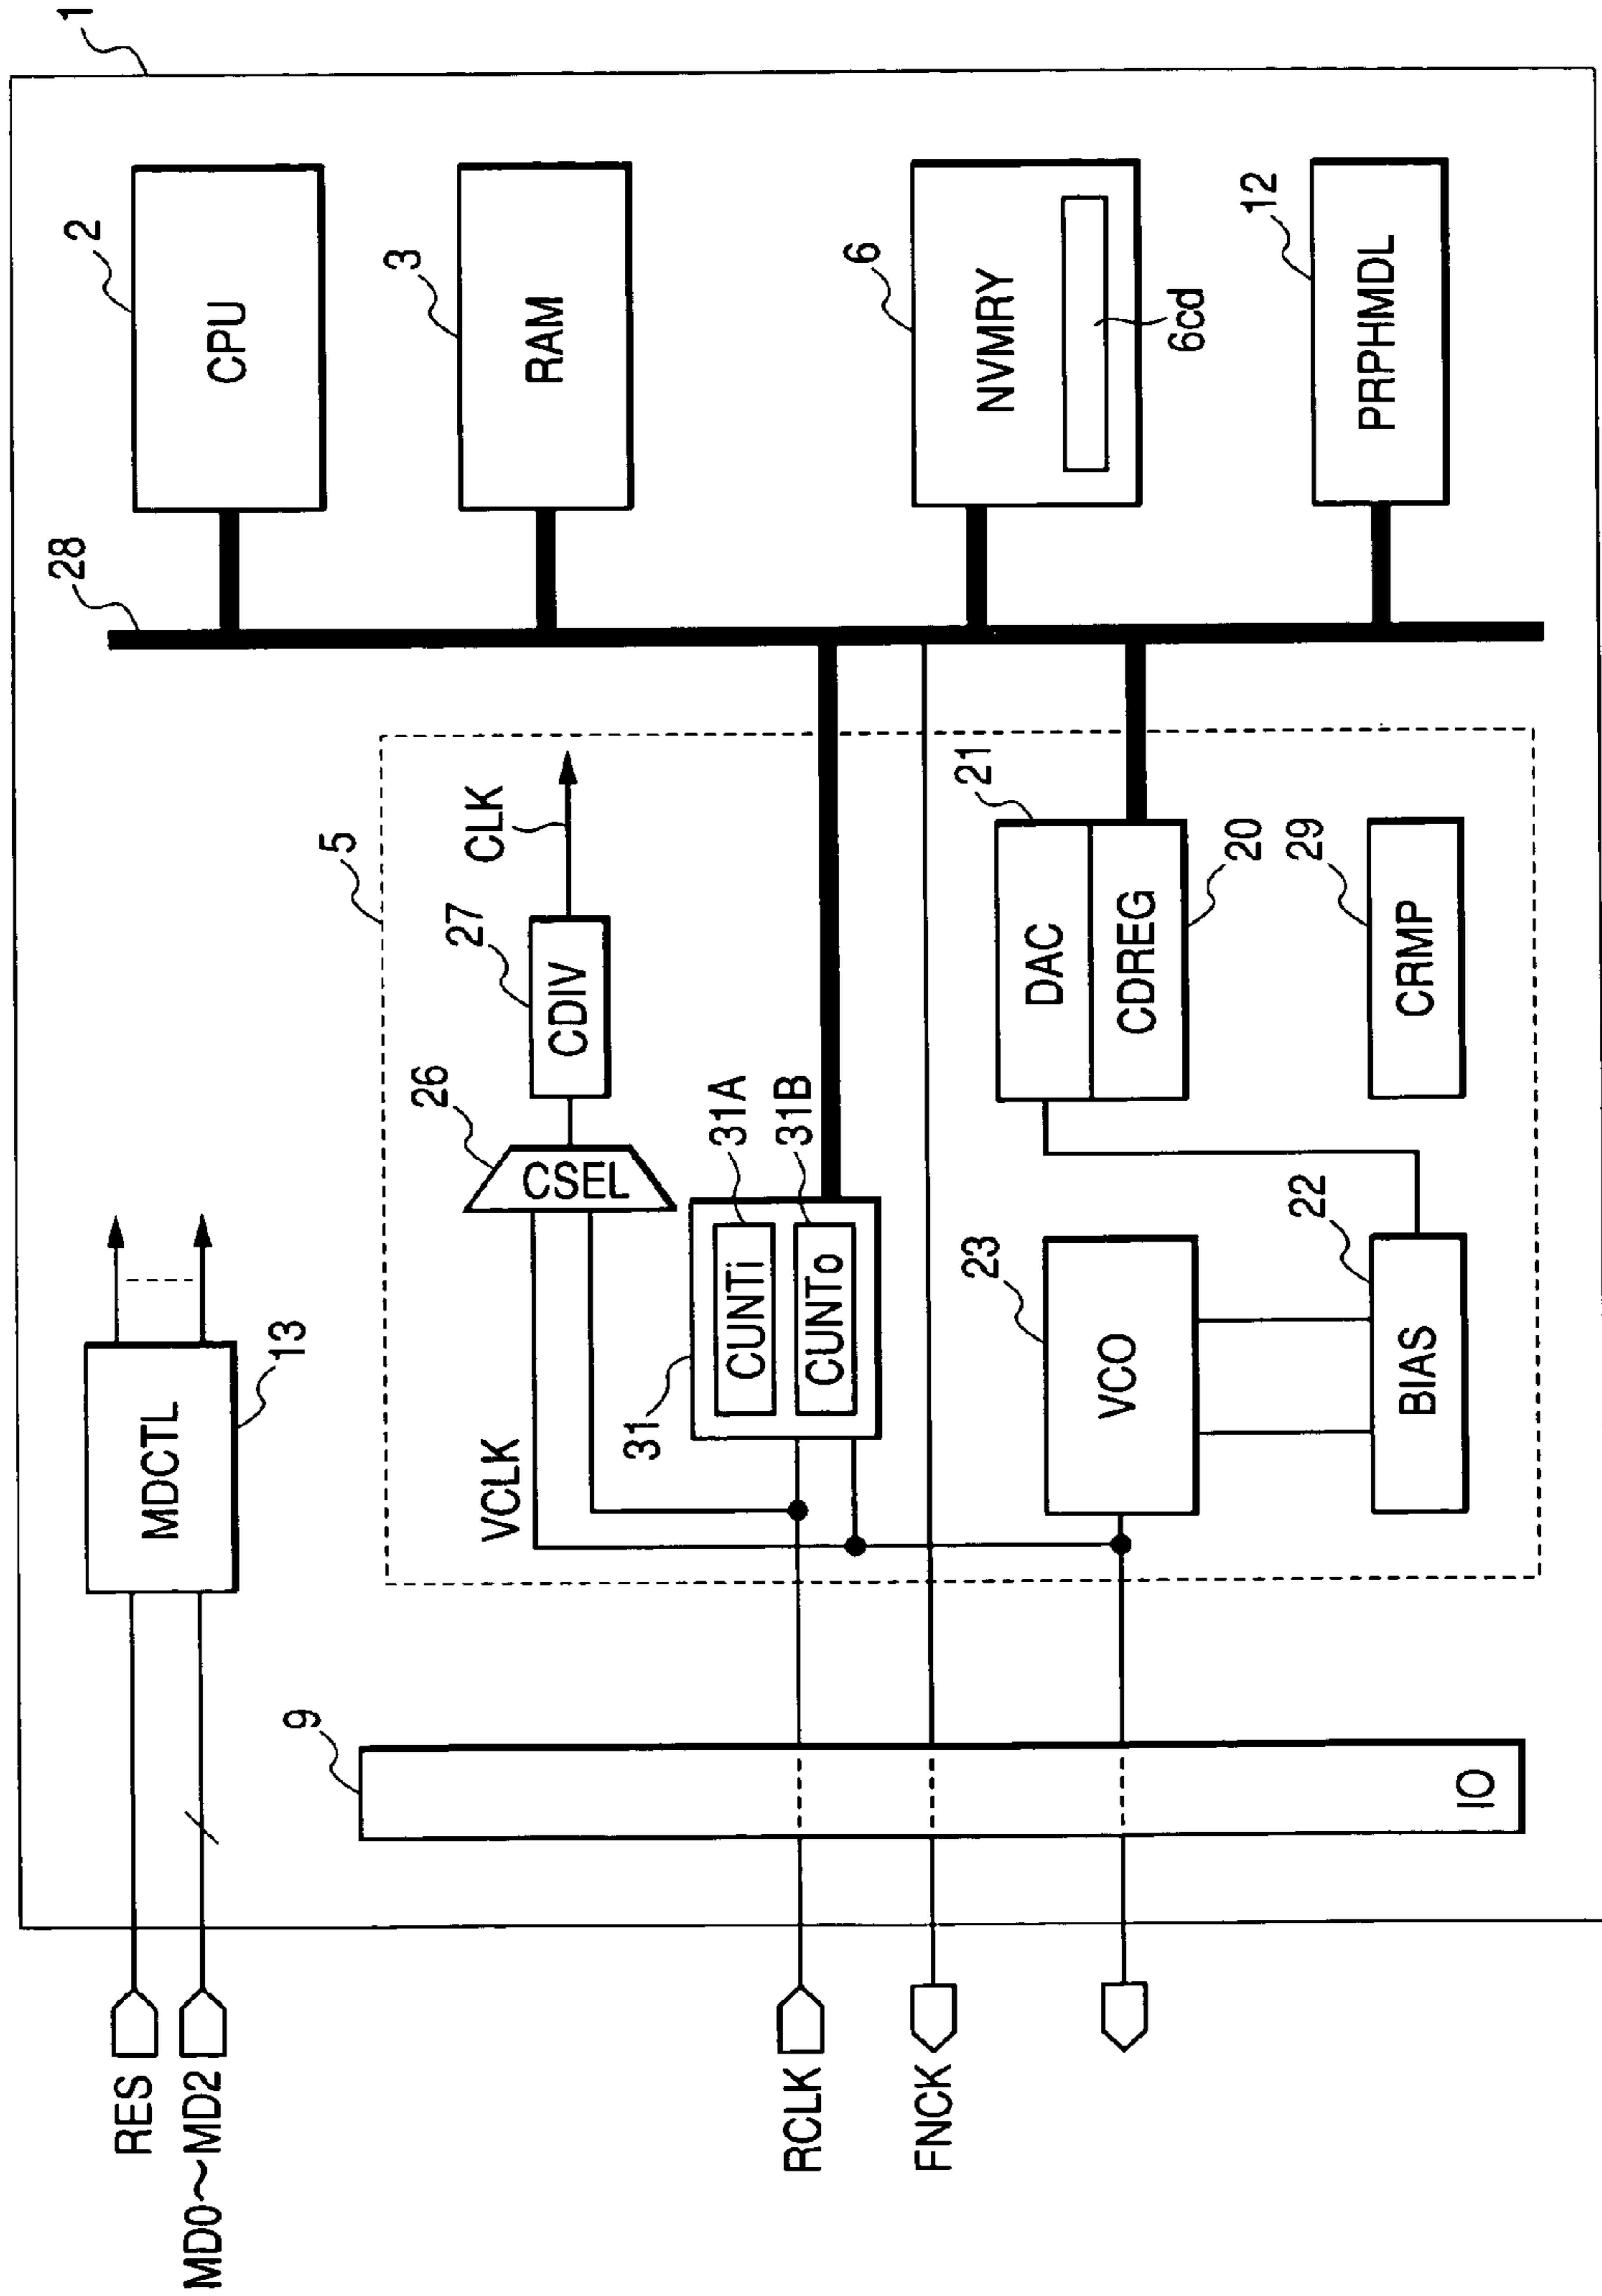 1
2
CPU
3
RAM
6
NVMRY
6cd
12
PRPHMDL
28
5
CLK
27
CDIV
26
CSEL
VCLK
31
31A
CUNTi
31B
CUNTo
21
DAC
CDREG
20
29
CRMP
23
VCO
22
BIAS
MDCTL
13
9
IO
RES
MD0~MD2
RCLK
FNCK